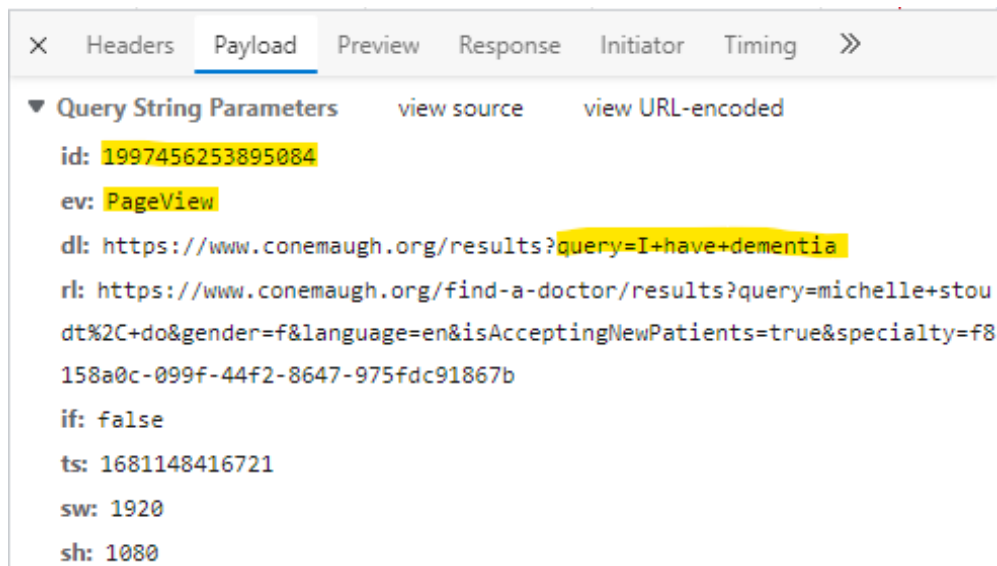 × Headers Payload Preview Response Initiator Timing »
▼ Query String Parameters view source view URL-encoded
id: 1997456253895084
ev: PageView
dl: https://www.conemaugh.org/results?query=I+have+dementia
rl: https://www.conemaugh.org/find-a-doctor/results?query=michelle+stou
dt%2C+do&gender=f&language=en&isAcceptingNewPatients=true&specialty=f8
158a0c-099f-44f2-8647-975fdc91867b
if: false
ts: 1681148416721
sw: 1920
sh: 1080